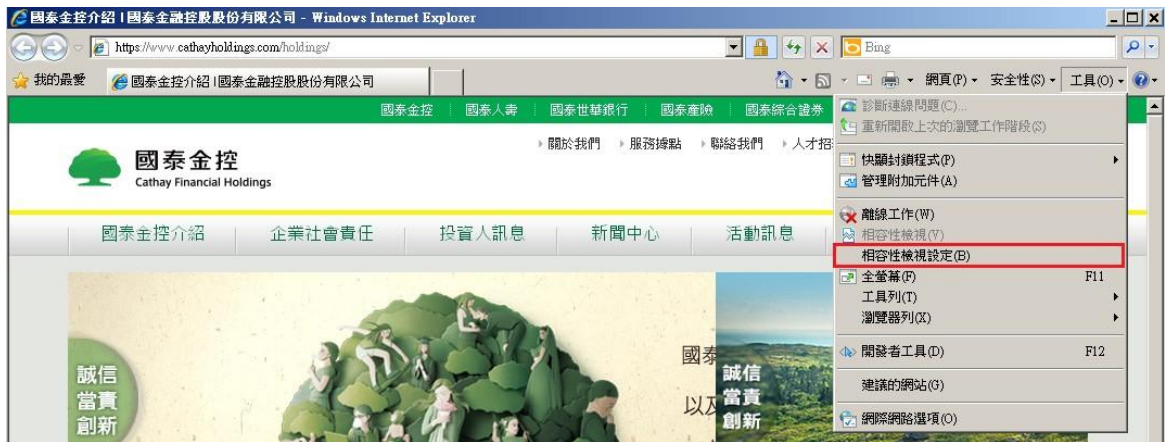 國泰金控介紹 | 國泰金融控股股份有限公司 - Windows Internet Explorer
https://www.cathayholdings.com/holdings/
Bing
我的最愛
國泰金控介紹 | 國泰金融控股股份有限公司
網頁(P)
安全性(S)
工具(O)
國泰金控
國泰人壽
國泰世華銀行
國泰產險
國泰綜合證券
關於我們
服務據點
聯絡我們
人才招
國泰金控
Cathay Financial Holdings
國泰金控介紹
企業社會責任
投資人訊息
新聞中心
活動訊息
診斷連線問題(C)...
重新開啟上次的瀏覽工作階段(S)
快顯封鎖程式(P)
管理附加元件(A)
離線工作(W)
相容性檢視(V)
相容性檢視設定(B)
全螢幕(F) F11
工具列(T)
瀏覽器列(X)
開發者工具(D) F12
建議的網站(G)
網際網路選項(O)
誠信
當責
創新
國泰
以及
誠信
當責
創新